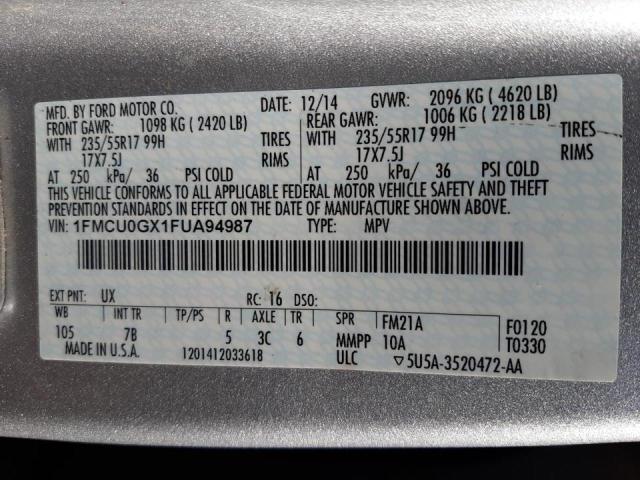 MFD. BY FORD MOTOR CO. DATE: 12/14 GVWR: 2096 KG ( 4620 LB)
FRONT GAWR: 1098 KG ( 2420 LB) REAR GAWR: 1006 KG ( 2218 LB)
WITH 235/55R17 99H TIRES WITH 235/55R17 99H TIRES
17X7.5J RIMS 17X7.5J RIMS
AT 250 kPa/ 36 PSI COLD AT 250 kPa/ 36 PSI COLD
THIS VEHICLE CONFORMS TO ALL APPLICABLE FEDERAL MOTOR VEHICLE SAFETY AND THEFT
PREVENTION STANDARDS IN EFFECT ON THE DATE OF MANUFACTURE SHOWN ABOVE.
VIN: 1FMCU0GX1FUA94987 TYPE: MPV
EXT PNT: UX RC: 16 DSO:
WB INT TR TP/PS R AXLE TR SPR FM21A F0120
105 7B 5 3C 6 MMPP 10A T0330
MADE IN U.S.A. 1201412033618 ULC 5U5A-3520472-AA